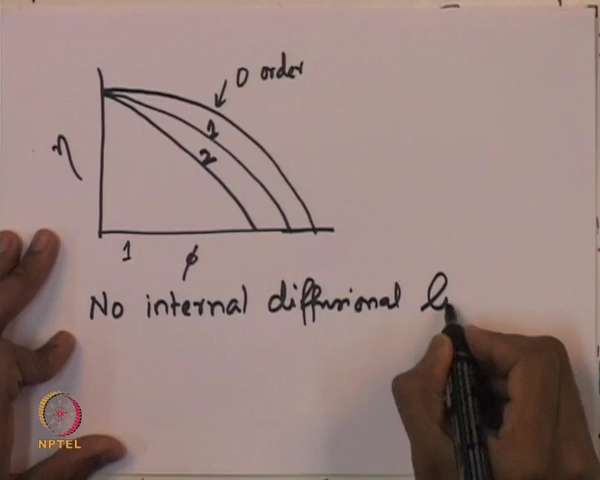 0 order
η
1
2
1
φ
No internal diffusional l
NPTEL